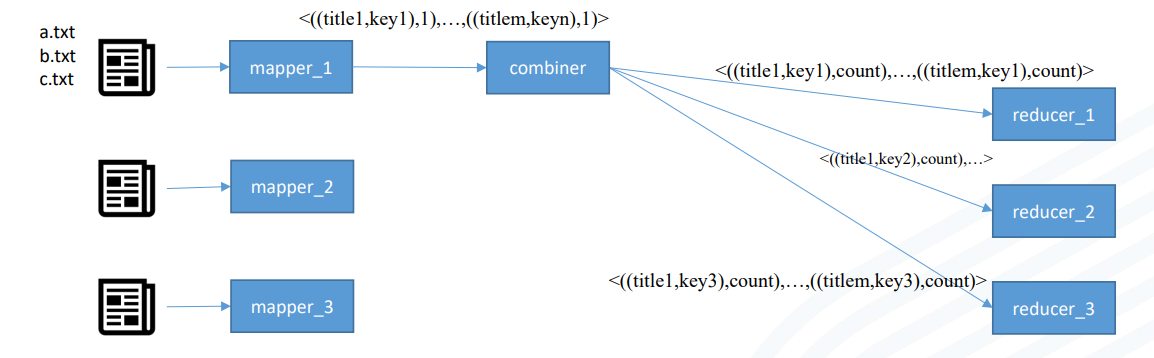 <((title1,key1),1),…,((titlem,keyn),1)>
a.txt
b.txt
c.txt
mapper_1
combiner
<((title1,key1),count),…,((titlem,key1),count)>
reducer_1
<((title1,key2),count),…>
mapper_2
reducer_2
<((title1,key3),count),…,((titlem,key3),count)>
mapper_3
reducer_3